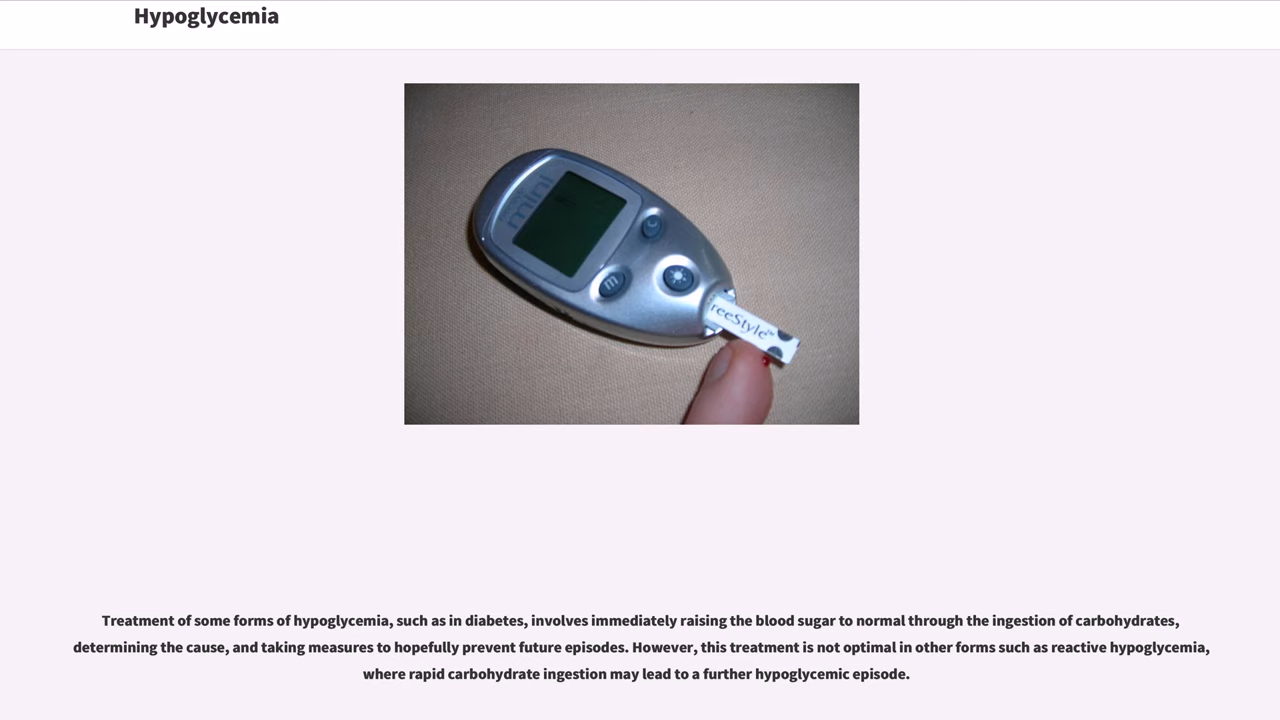 Hypoglycemia
mini
m
reeStyle
Treatment of some forms of hypoglycemia, such as in diabetes, involves immediately raising the blood sugar to normal through the ingestion of carbohydrates,
determining the cause, and taking measures to hopefully prevent future episodes. However, this treatment is not optimal in other forms such as reactive hypoglycemia,
where rapid carbohydrate ingestion may lead to a further hypoglycemic episode.